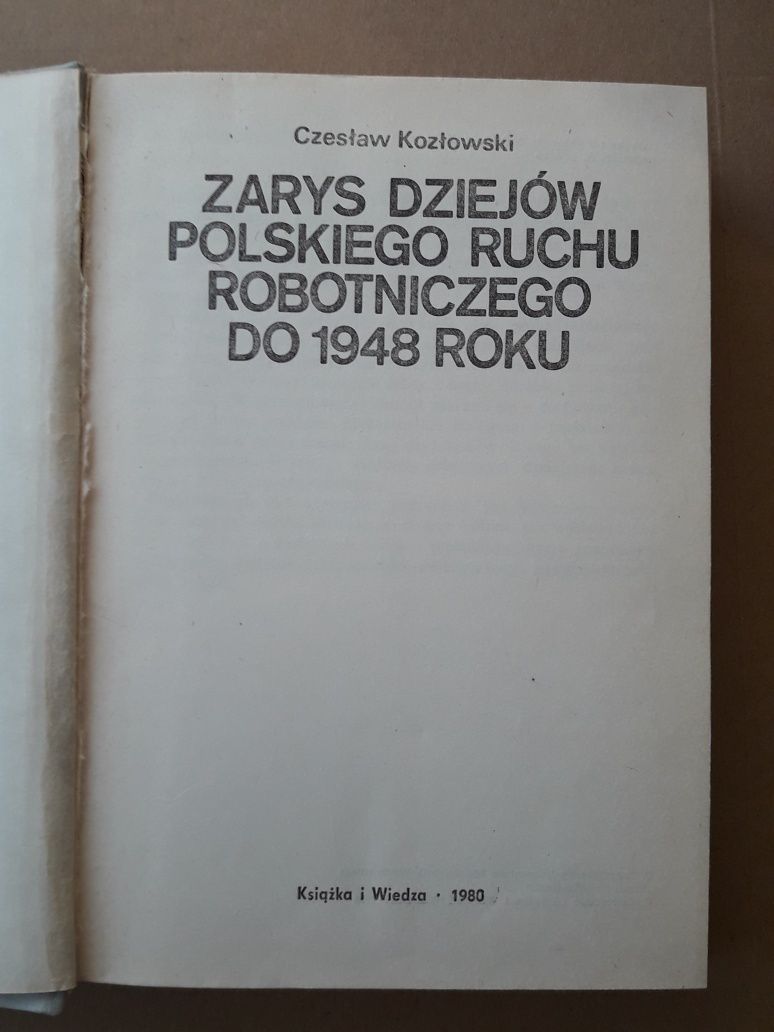 Czesław Kozłowski
ZARYS DZIEJÓW
POLSKIEGO RUCHU
ROBOTNICZEGO
DO 1948 ROKU
Książka i Wiedza · 1980